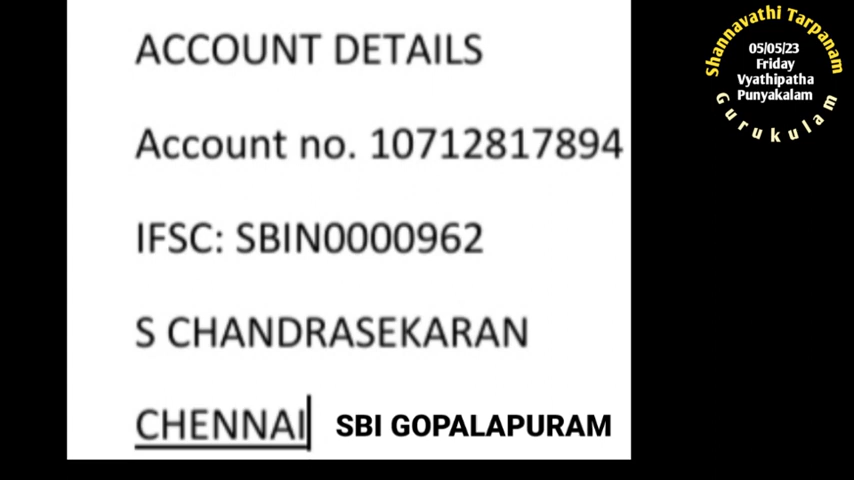 ACCOUNT DETAILS
Account no. 10712817894
IFSC: SBIN0000962
S CHANDRASEKARAN
CHENNAI SBI GOPALAPURAM
Shannavathi Tarpanam
05/05/23
Friday
Vyathipatha
Punyakalam
Gurukulam